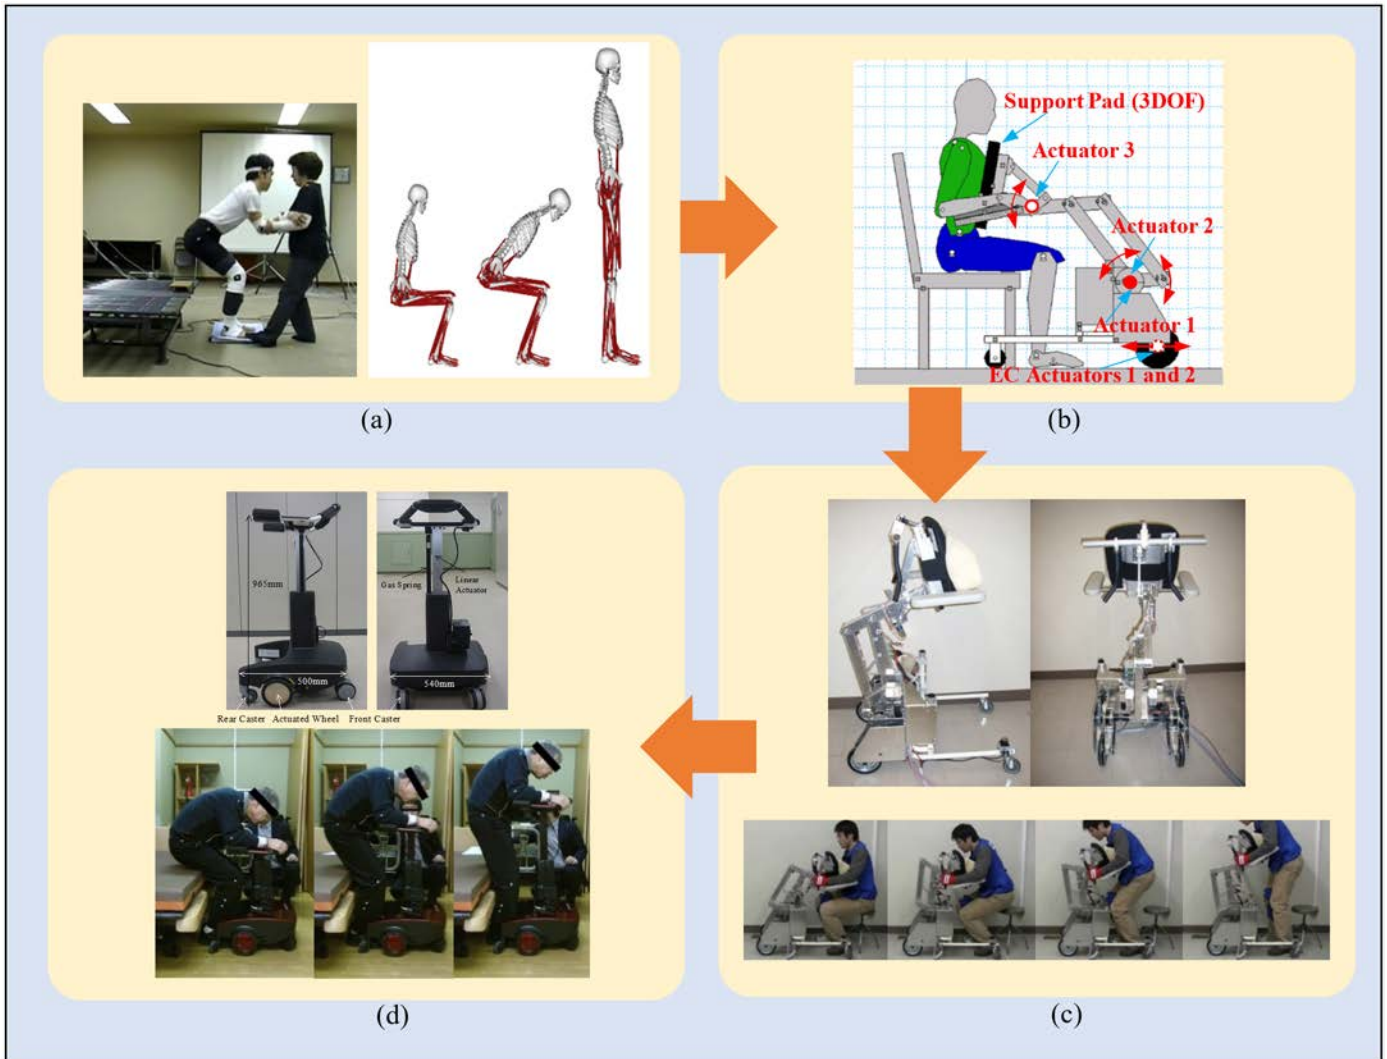 Support Pad (3DOF)
Actuator 3
Actuator 2
Actuator 1
EC Actuators 1 and 2
(a)
(b)
965mm
Gas Spring
Linear
Actuator
500mm
540mm
Rear Caster Actuated Wheel Front Caster
(d)
(c)